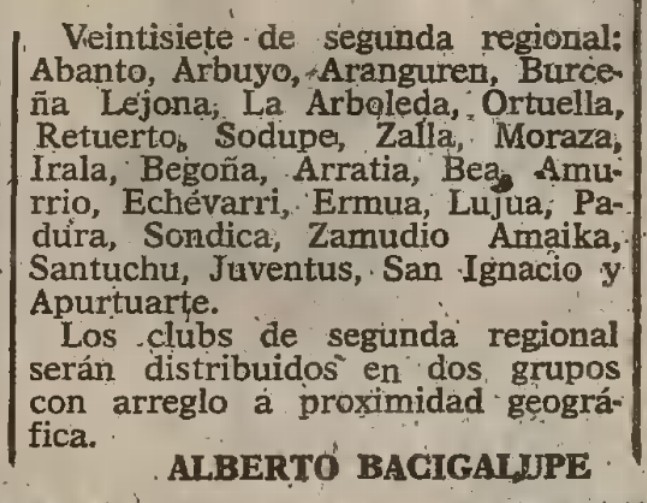 Veintisiete de segunda regional:
Abanto, Arbuyo, Aranguren, Burce-
ña Lejona, La Arboleda, Ortuella,
Retuerto, Sodupe, Zalla, Moraza,
Irala, Begoña, Arratia, Bea, Amu-
rrio, Echévarri, Ermua, Lujua, Pa-
dura, Sondica, Zamudio Amaika,
Santuchu, Juventus, San Ignacio y
Apurtuarte.
Los clubs de segunda regional
serán distribuidos en dos grupos
con arreglo a proximidad geográ-
fica.
ALBERTO BACIGALUPE